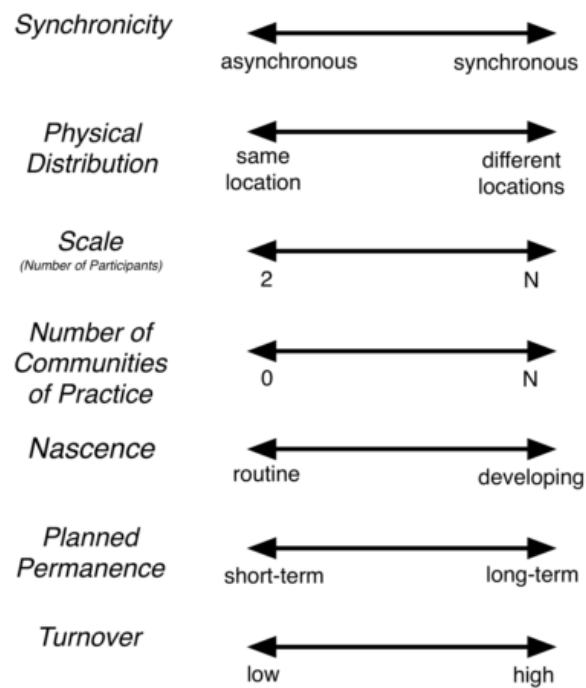 Synchronicity
asynchronous synchronous
Physical
Distribution
same
location
different
locations
Scale
(Number of Participants)
2 N
Number of
Communities
of Practice
0 N
Nascence
routine developing
Planned
Permanence
short-term long-term
Turnover
low high